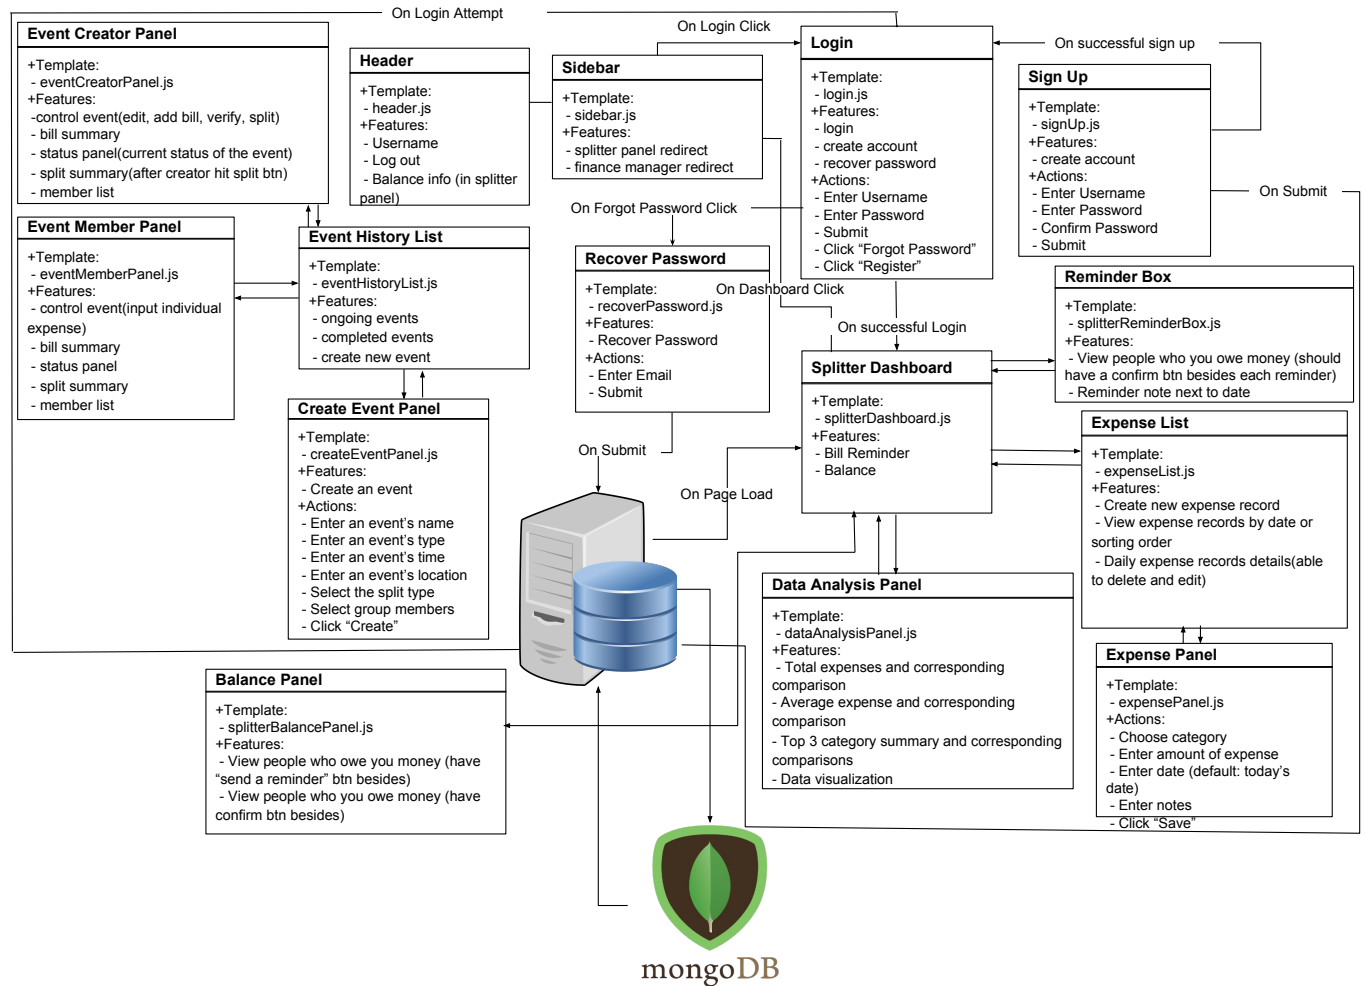 On Login Attempt
Event Creator Panel
+Template:
- eventCreatorPanel.js
+Features:
-control event(edit, add bill, verify, split)
- bill summary
- status panel(current status of the event)
- split summary(after creator hit split btn)
- member list
Header
+Template:
- header.js
+Features:
- Username
- Log out
- Balance info (in splitter
panel)
Sidebar
+Template:
- sidebar.js
+Features:
- splitter panel redirect
- finance manager redirect
On Login Click
Login
+Template:
- login.js
+Features:
- login
- create account
- recover password
+Actions:
- Enter Username
- Enter Password
- Submit
- Click “Forgot Password”
- Click “Register”
On successful sign up
Sign Up
+Template:
- signUp.js
+Features:
- create account
+Actions:
- Enter Username
- Enter Password
- Confirm Password
- Submit
On Submit
Event Member Panel
+Template:
- eventMemberPanel.js
+Features:
- control event(input individual
expense)
- bill summary
- status panel
- split summary
- member list
Event History List
+Template:
- eventHistoryList.js
+Features:
- ongoing events
- completed events
- create new event
On Forgot Password Click
Recover Password
+Template:
- recoverPassword.js
+Features:
- Recover Password
+Actions:
- Enter Email
- Submit
On Dashboard Click
On successful Login
Reminder Box
+Template:
- splitterReminderBox.js
+Features:
- View people who you owe money (should
have a confirm btn besides each reminder)
- Reminder note next to date
Splitter Dashboard
+Template:
- splitterDashboard.js
+Features:
- Bill Reminder
- Balance
Create Event Panel
+Template:
- createEventPanel.js
+Features:
- Create an event
+Actions:
- Enter an event’s name
- Enter an event’s type
- Enter an event’s time
- Enter an event’s location
- Select the split type
- Select group members
- Click “Create”
On Submit
On Page Load
Expense List
+Template:
- expenseList.js
+Features:
- Create new expense record
- View expense records by date or
sorting order
- Daily expense records details(able
to delete and edit)
Data Analysis Panel
+Template:
- dataAnalysisPanel.js
+Features:
- Total expenses and corresponding
comparison
- Average expense and corresponding
comparison
- Top 3 category summary and corresponding
comparisons
- Data visualization
Expense Panel
+Template:
- expensePanel.js
+Actions:
- Choose category
- Enter amount of expense
- Enter date (default: today’s
date)
- Enter notes
- Click “Save”
Balance Panel
+Template:
- splitterBalancePanel.js
+Features:
- View people who owe you money (have
“send a reminder” btn besides)
- View people who you owe money (have
confirm btn besides)
mongoDB